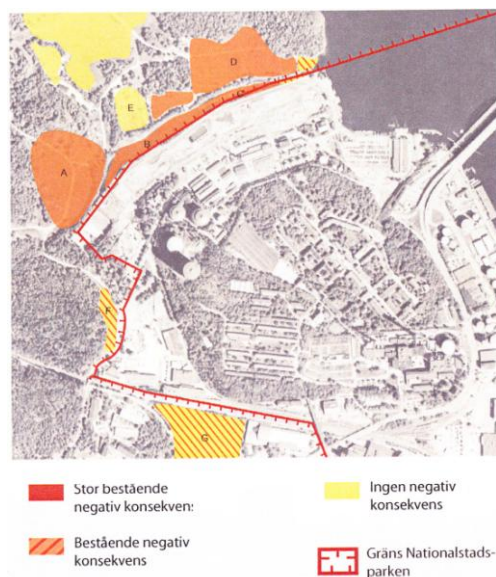 D
E
B
A
G
Stor bestående
negativ konsekvens
Ingen negativ
konsekvens
Bestående negativ
konsekvens
Gräns Nationalstads-
parken